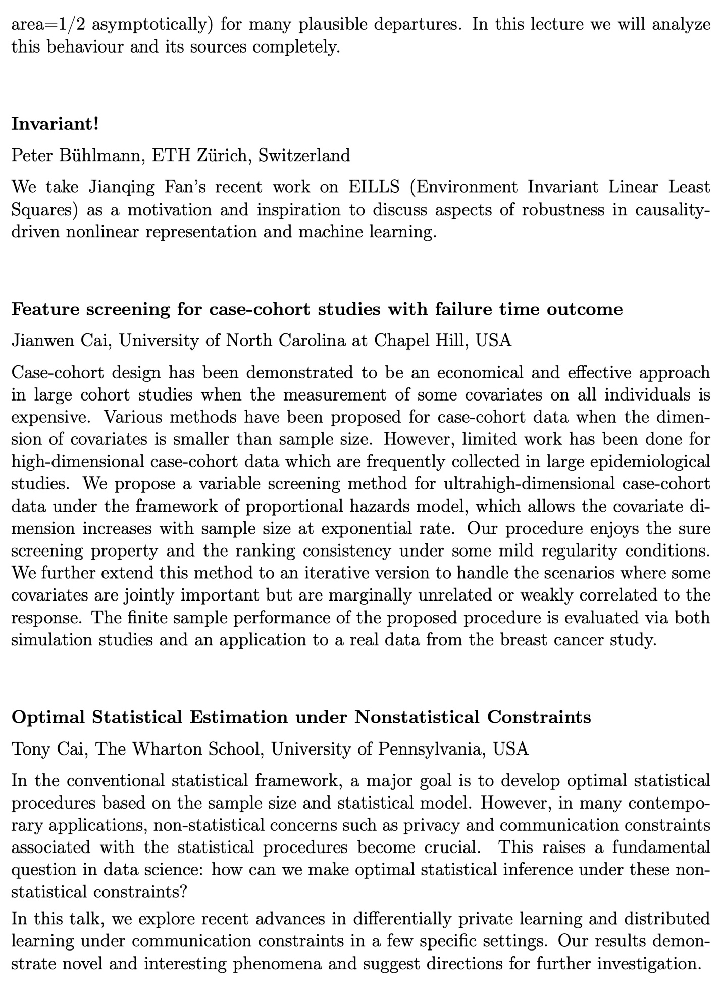 area=1/2 asymptotically) for many plausible departures. In this lecture we will analyze
this behaviour and its sources completely.
Invariant!
Peter Bühlmann, ETH Zürich, Switzerland
We take Jianqing Fan's recent work on EILLS (Environment Invariant Linear Least
Squares) as a motivation and inspiration to discuss aspects of robustness in causality-
driven nonlinear representation and machine learning.
Feature screening for case-cohort studies with failure time outcome
Jianwen Cai, University of North Carolina at Chapel Hill, USA
Case-cohort design has been demonstrated to be an economical and effective approach
in large cohort studies when the measurement of some covariates on all individuals is
expensive. Various methods have been proposed for case-cohort data when the dimen-
sion of covariates is smaller than sample size. However, limited work has been done for
high-dimensional case-cohort data which are frequently collected in large epidemiological
studies. We propose a variable screening method for ultrahigh-dimensional case-cohort
data under the framework of proportional hazards model, which allows the covariate di-
mension increases with sample size at exponential rate. Our procedure enjoys the sure
screening property and the ranking consistency under some mild regularity conditions.
We further extend this method to an iterative version to handle the scenarios where some
covariates are jointly important but are marginally unrelated or weakly correlated to the
response. The finite sample performance of the proposed procedure is evaluated via both
simulation studies and an application to a real data from the breast cancer study.
Optimal Statistical Estimation under Nonstatistical Constraints
Tony Cai, The Wharton School, University of Pennsylvania, USA
In the conventional statistical framework, a major goal is to develop optimal statistical
procedures based on the sample size and statistical model. However, in many contempo-
rary applications, non-statistical concerns such as privacy and communication constraints
associated with the statistical procedures become crucial. This raises a fundamental
question in data science: how can we make optimal statistical inference under these non-
statistical constraints?
In this talk, we explore recent advances in differentially private learning and distributed
learning under communication constraints in a few specific settings. Our results demon-
strate novel and interesting phenomena and suggest directions for further investigation.